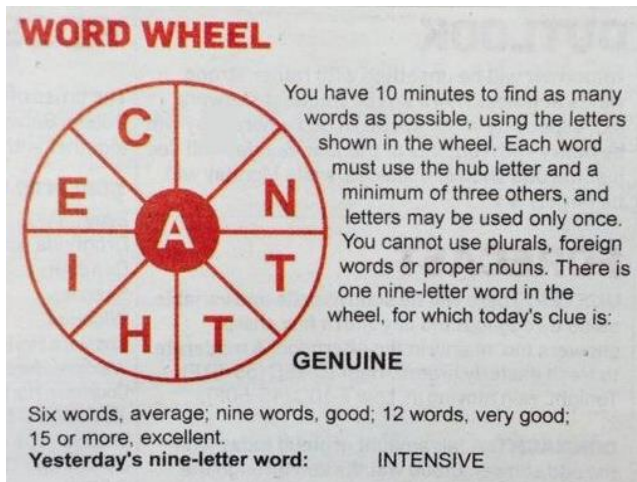 WORD WHEEL
You have 10 minutes to find as many
words as possible, using the letters
shown in the wheel. Each word
must use the hub letter and a
minimum of three others, and
letters may be used only once.
You cannot use plurals, foreign
words or proper nouns. There is
one nine-letter word in the
wheel, for which today's clue is:
GENUINE
C
E
N
A
I
T
H
T
Six words, average; nine words, good; 12 words, very good;
15 or more, excellent.
Yesterday's nine-letter word: INTENSIVE